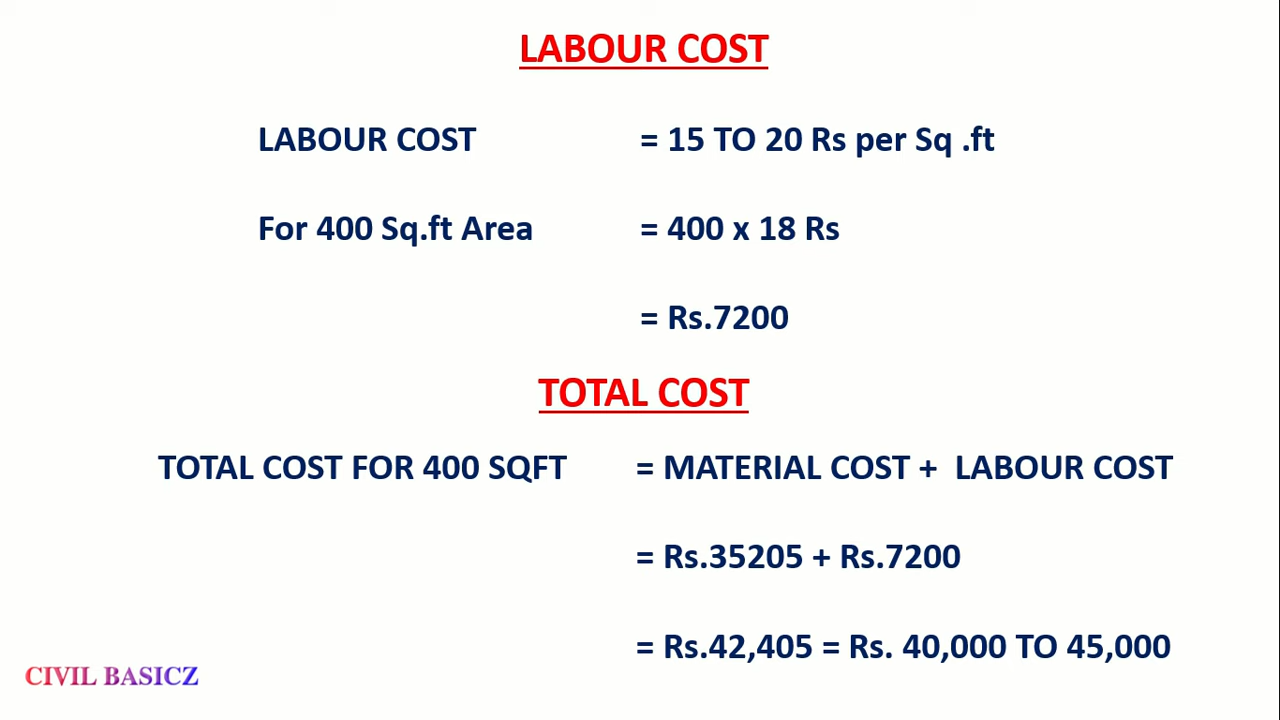 LABOUR COST
LABOUR COST = 15 TO 20 Rs per Sq .ft
For 400 Sq.ft Area = 400 x 18 Rs
= Rs.7200
TOTAL COST
TOTAL COST FOR 400 SQFT = MATERIAL COST + LABOUR COST
= Rs.35205 + Rs.7200
= Rs.42,405 = Rs. 40,000 TO 45,000
CIVIL BASICZ